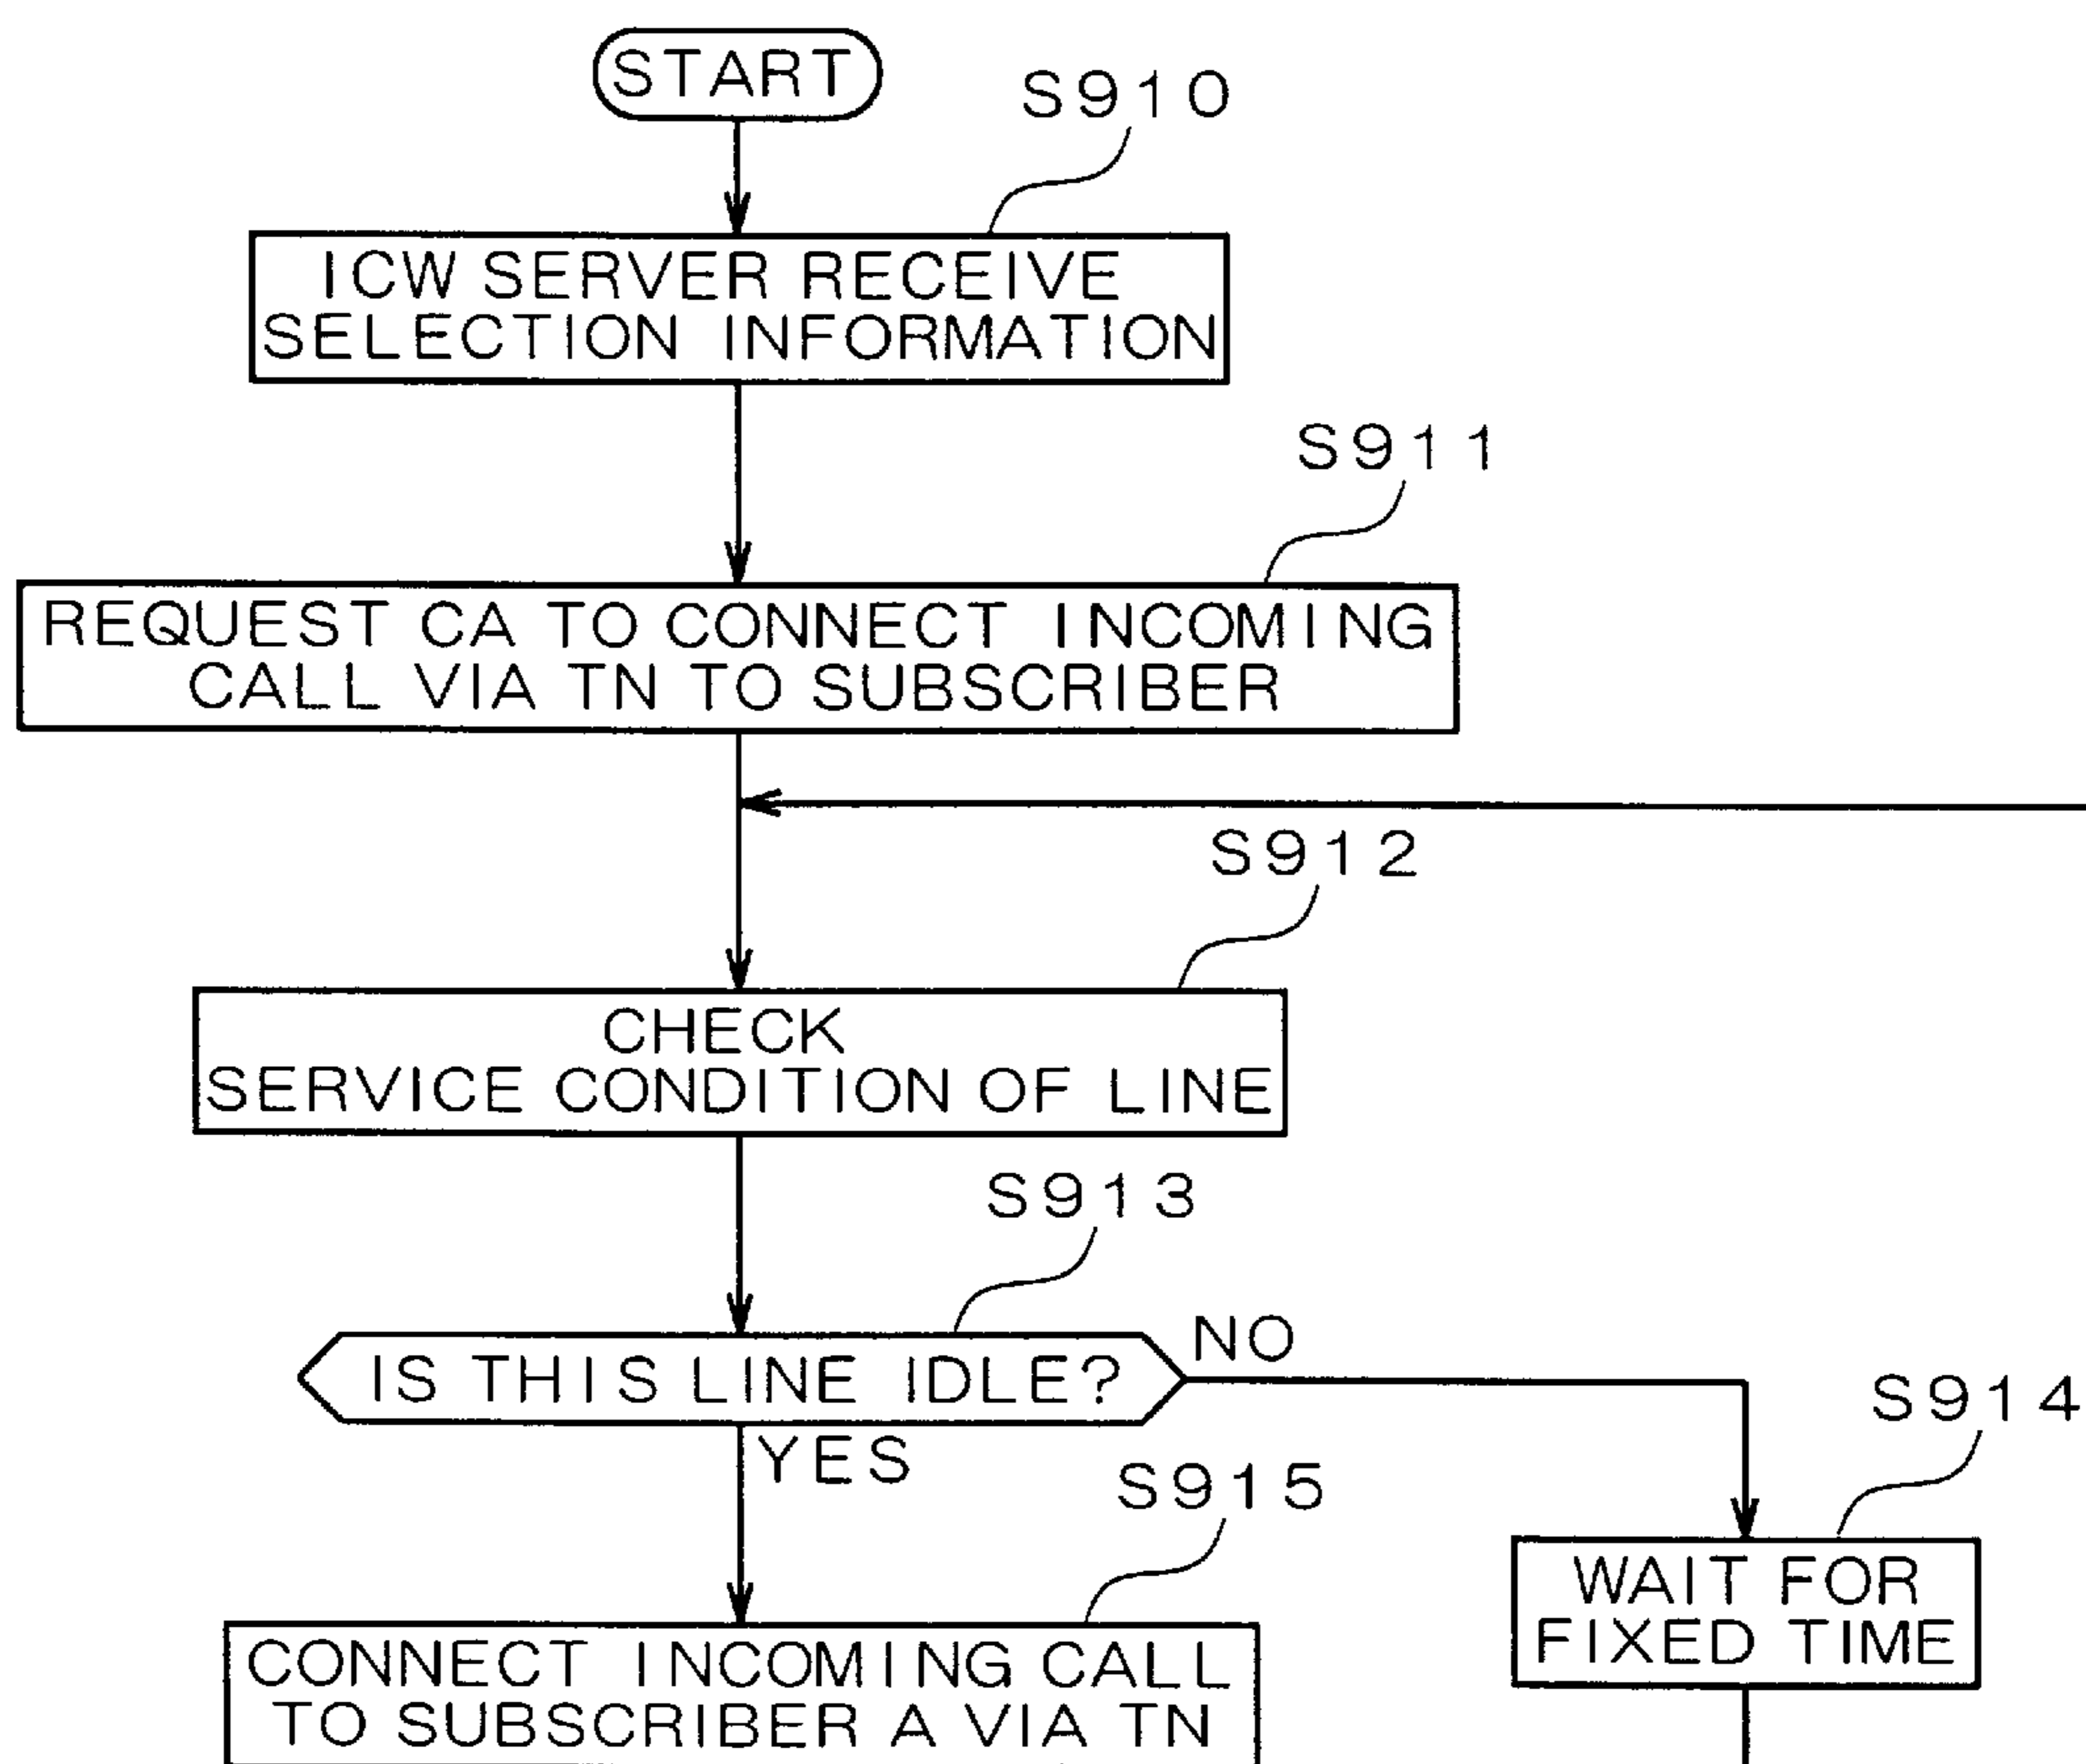 START
S910
ICW SERVER RECEIVE
SELECTION INFORMATION
S911
REQUEST CA TO CONNECT INCOMING
CALL VIA TN TO SUBSCRIBER
S912
CHECK
SERVICE CONDITION OF LINE
S913
IS THIS LINE IDLE?
NO
YES
S914
S915
WAIT FOR
FIXED TIME
CONNECT INCOMING CALL
TO SUBSCRIBER A VIA TN